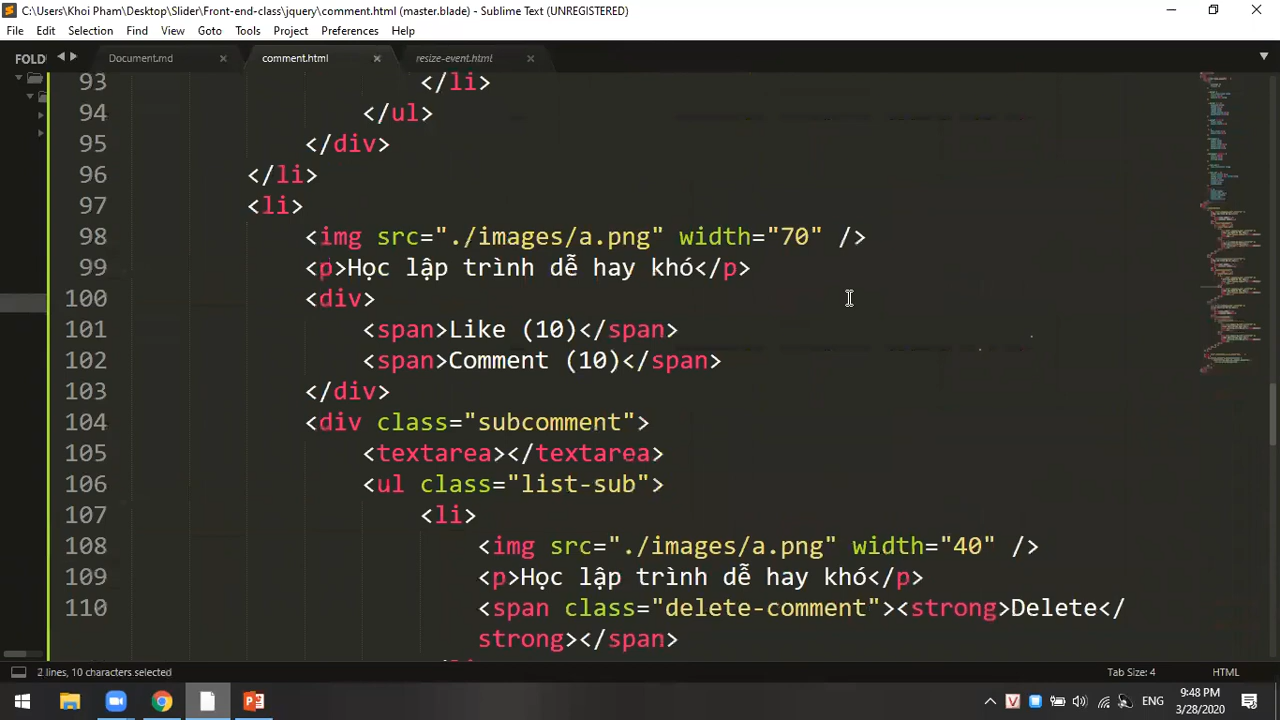 C:\Users\Khoi Pham\Desktop\Slider\Front-end-class\jquery\comment.html (master.blade) - Sublime Text (UNREGISTERED)
File Edit Selection Find View Goto Tools Project Preferences Help
FOLD Document.md comment.html resize-event.html
93 </li>
94 </ul>
95 </div>
96 </li>
97 <li>
98 <img src="./images/a.png" width="70" />
99 <p>Học lập trình dễ hay khó</p>
100 <div>
101 <span>Like (10)</span>
102 <span>Comment (10)</span>
103 </div>
104 <div class="subcomment">
105 <textarea></textarea>
106 <ul class="list-sub">
107 <li>
108 <img src="./images/a.png" width="40" />
109 <p>Học lập trình dễ hay khó</p>
110 <span class="delete-comment"><strong>Delete</
strong></span>
2 lines, 10 characters selected Tab Size: 4 HTML
ENG 9:48 PM
3/28/2020